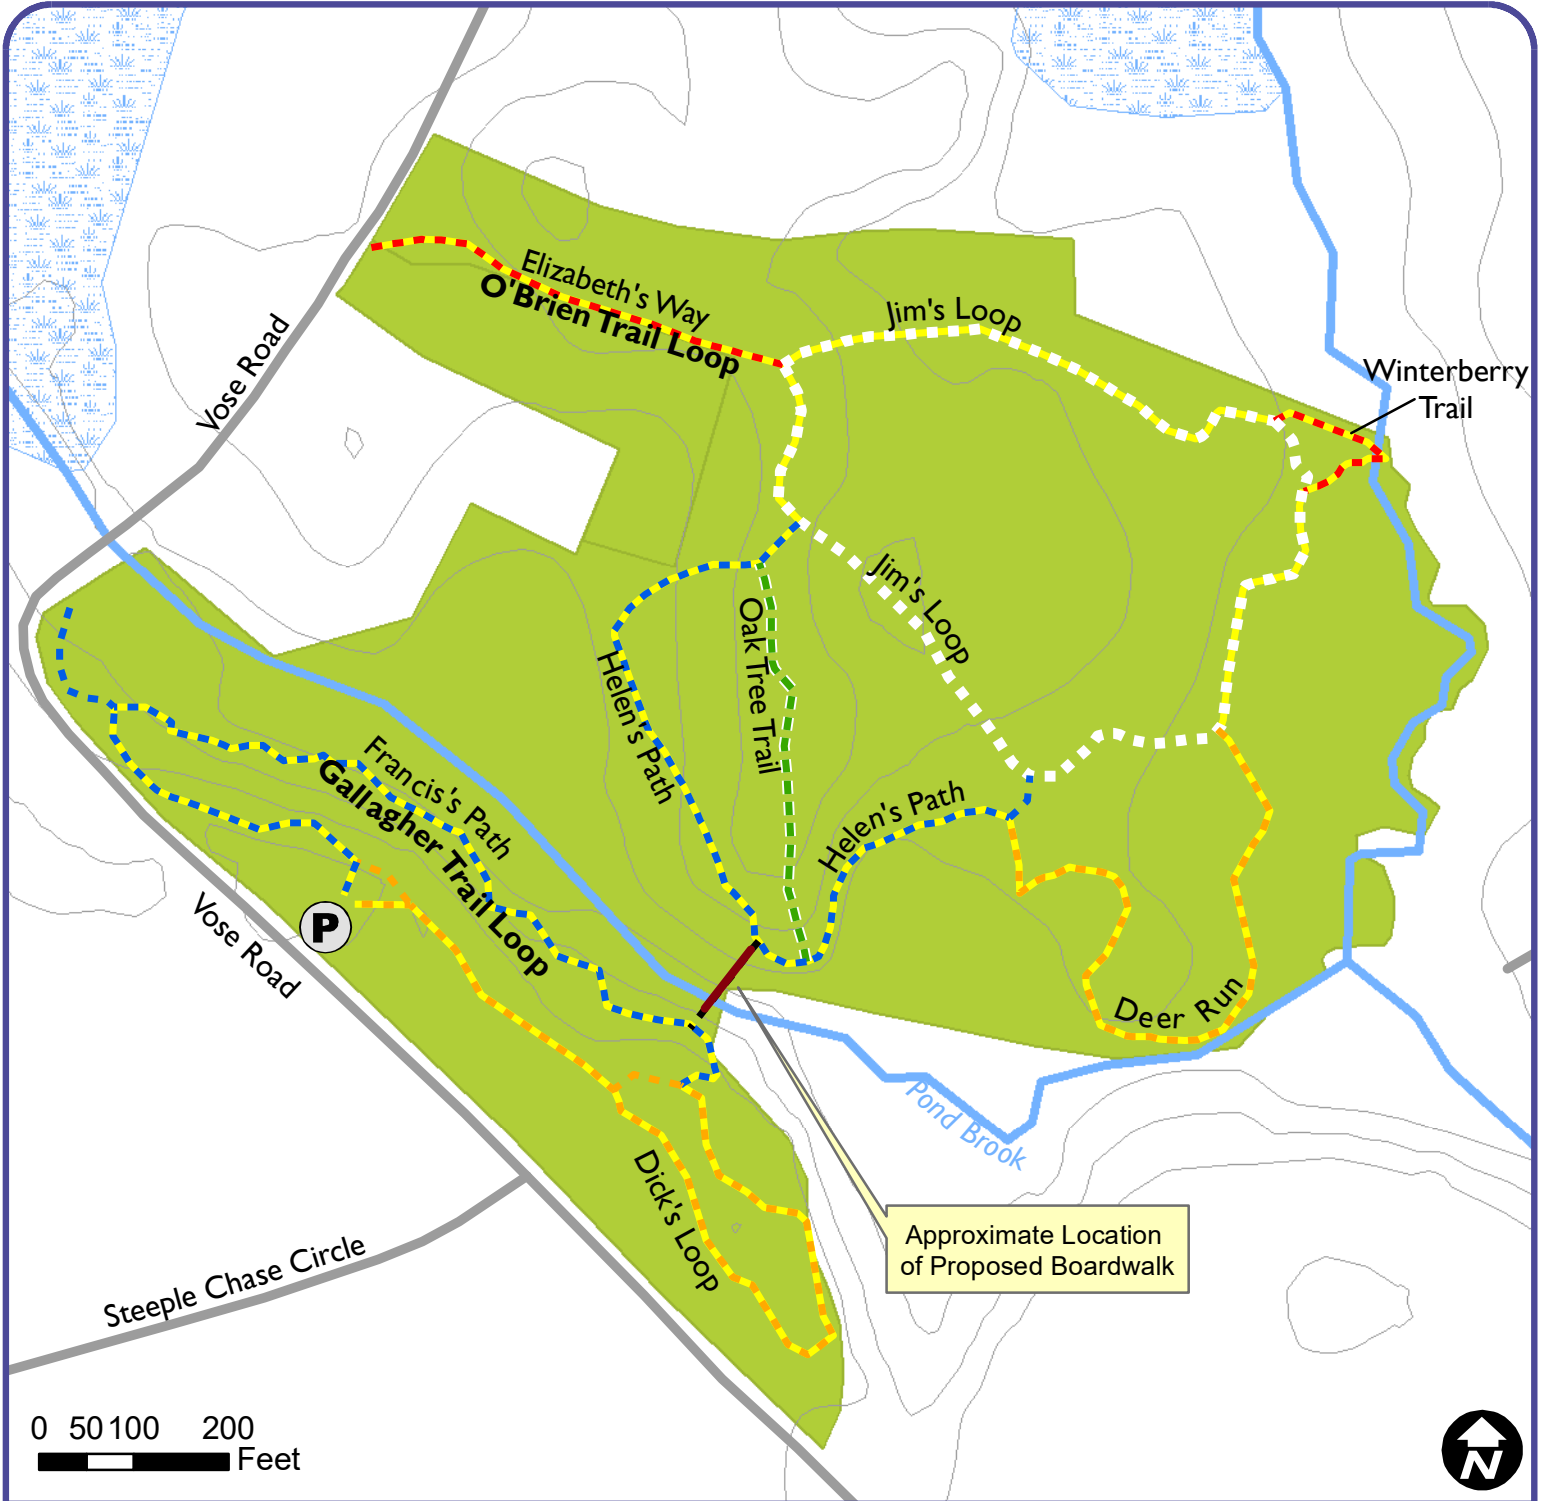 Elizabeth's Way
O'Brien Trail Loop
Jim's Loop
Vose Road
Winterberry
Trail
Jim's Loop
Oak Tree Trail
Helen's Path
Francis's Path
Gallagher Trail Loop
Helen's Path
P
Vose Road
Deer Run
Pond Brook
Dick's Loop
Approximate Location
of Proposed Boardwalk
Steeple Chase Circle
0 50 100 200
Feet
N